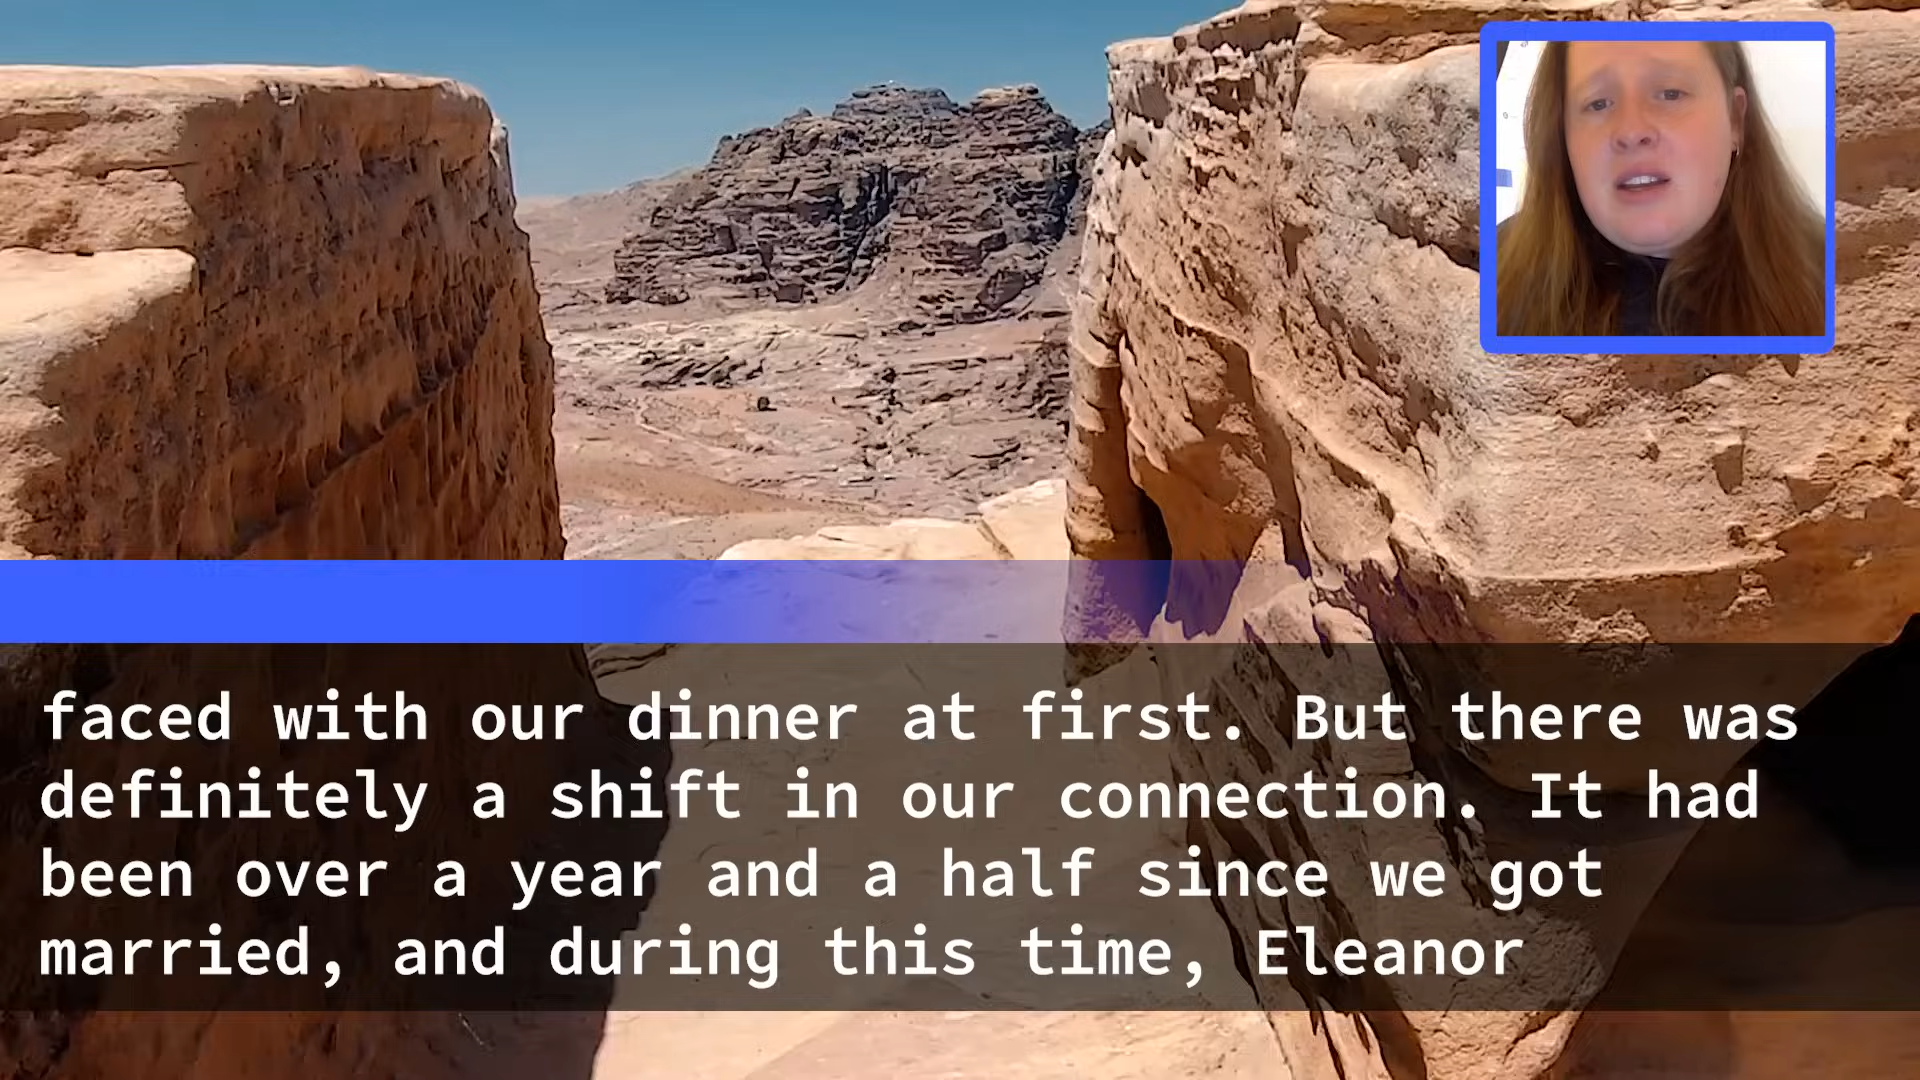 faced with our dinner at first. But there was
definitely a shift in our connection. It had
been over a year and a half since we got
married, and during this time, Eleanor